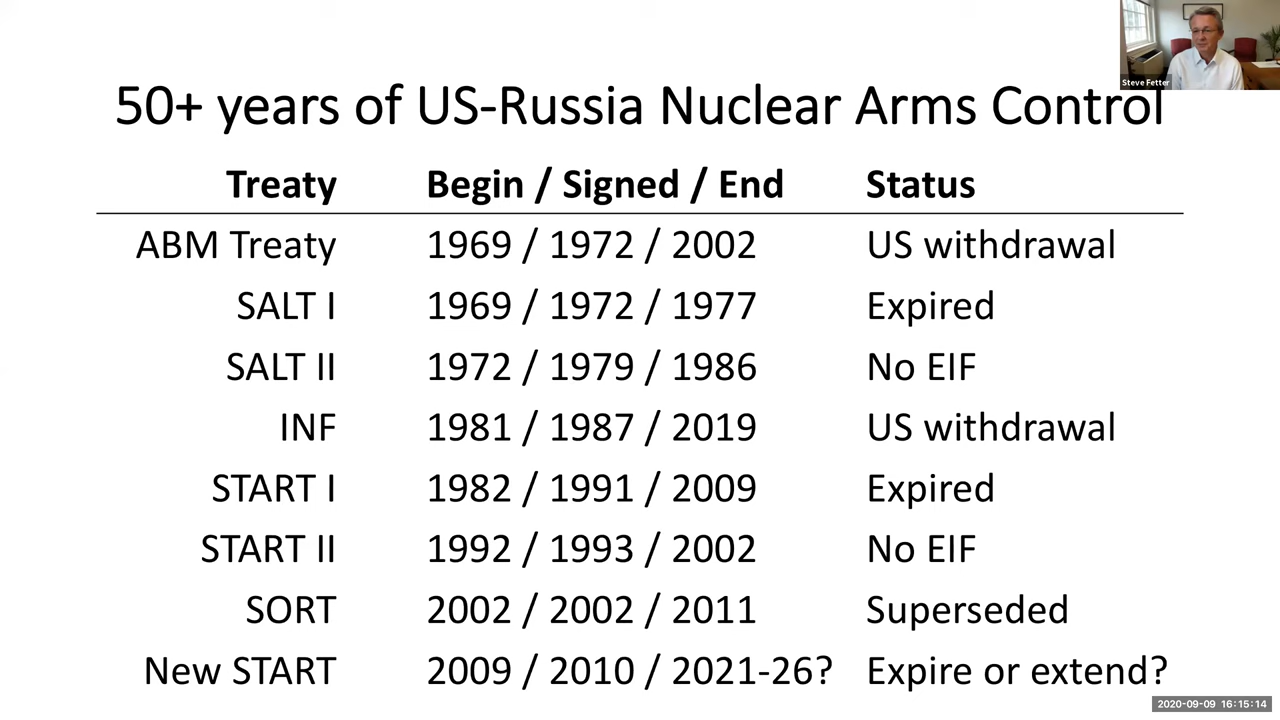 Steve Fetter
50+ years of US-Russia Nuclear Arms Control
Treaty Begin / Signed / End Status
ABM Treaty 1969 / 1972 / 2002 US withdrawal
SALT I 1969 / 1972 / 1977 Expired
SALT II 1972 / 1979 / 1986 No EIF
INF 1981 / 1987 / 2019 US withdrawal
START I 1982 / 1991 / 2009 Expired
START II 1992 / 1993 / 2002 No EIF
SORT 2002 / 2002 / 2011 Superseded
New START 2009 / 2010 / 2021-26? Expire or extend?
2020-09-09 16:15:14